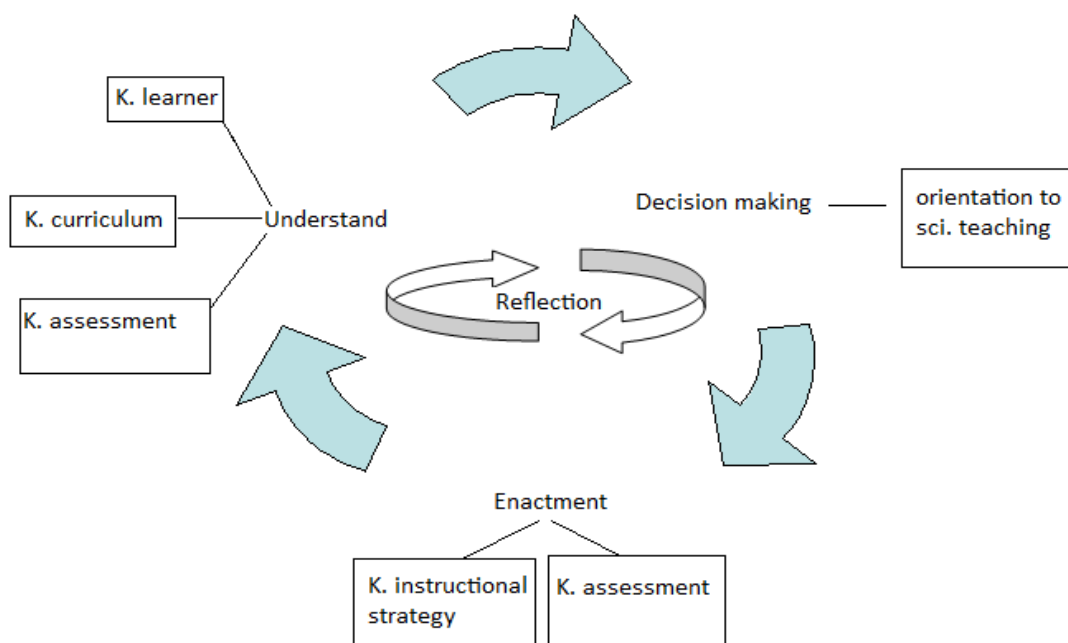 K. learner
K. curriculum
Understand
K. assessment
Decision making
orientation to
sci. teaching
Reflection
Enactment
K. instructional
strategy
K. assessment